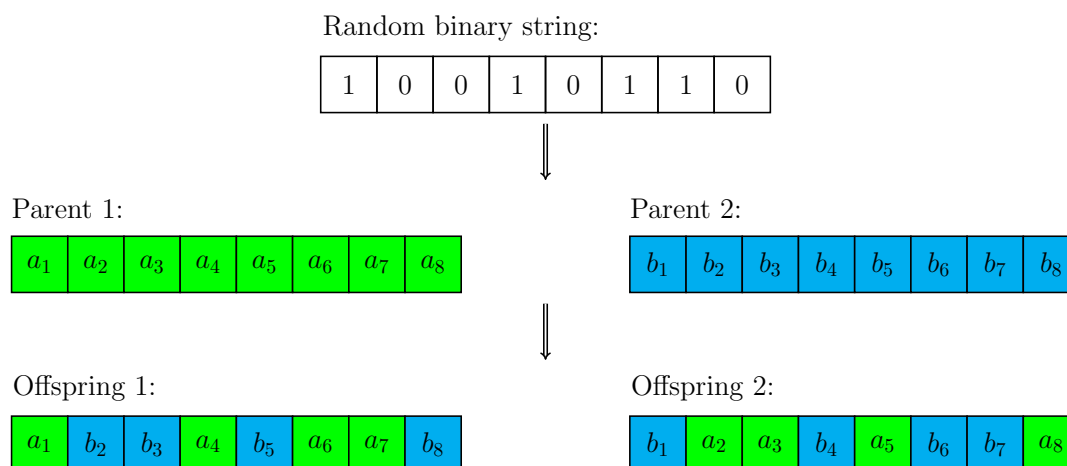 Random binary string:
1 0 0 1 0 1 1 0
Parent 1:
Parent 2:
a₁ a₂ a₃ a₄ a₅ a₆ a₇ a₈
b₁ b₂ b₃ b₄ b₅ b₆ b₇ b₈
Offspring 1:
Offspring 2:
a₁ b₂ b₃ a₄ b₅ a₆ a₇ b₈
b₁ a₂ a₃ b₄ a₅ b₆ b₇ a₈